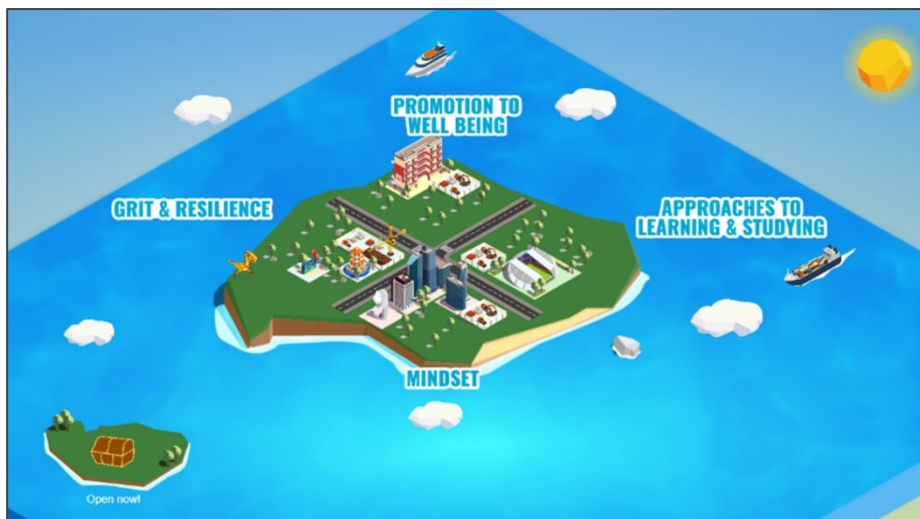 PROMOTION TO
WELL BEING
GRIT & RESILIENCE
APPROACHES TO
LEARNING & STUDYING
MINDSET
Open now!